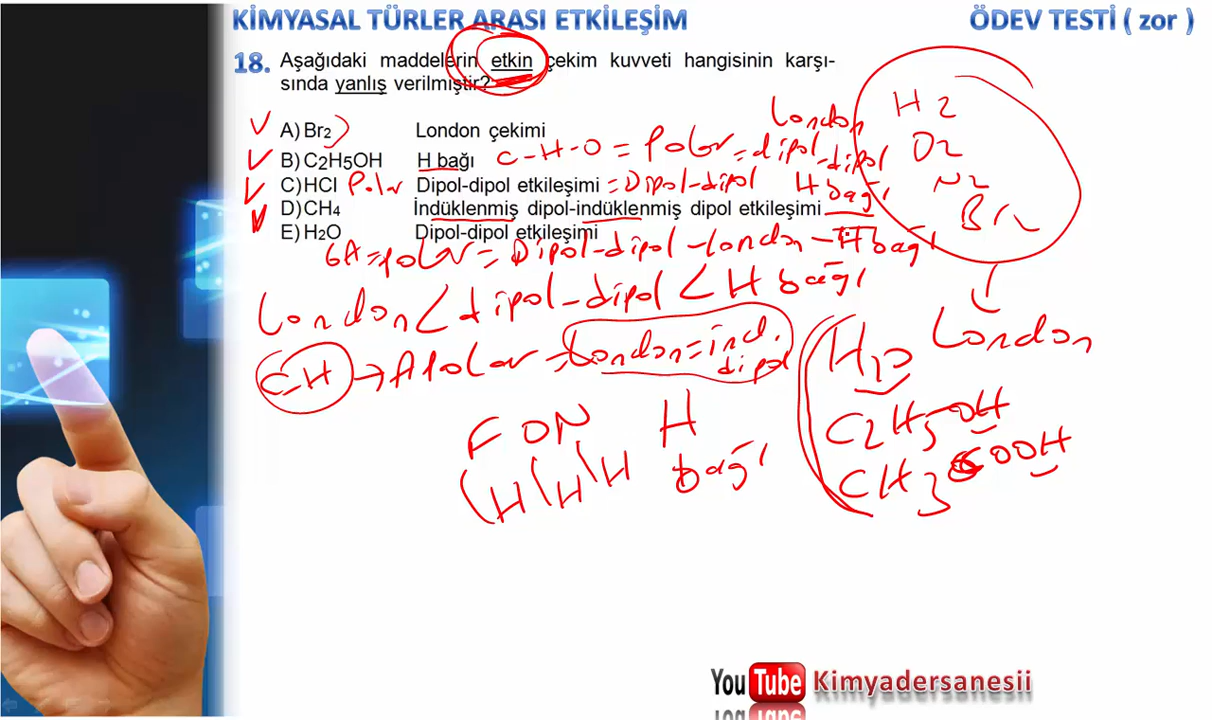 KİMYASAL TÜRLER ARASI ETKİLEŞİM ÖDEV TESTİ ( zor )
18. Aşağıdaki maddelerin etkin çekim kuvveti hangisinin karşı-
sında yanlış verilmiştir?
A) Br2 London çekimi
London
B) C2H5OH H bağı C-H-O = Polar = dipol-dipol
H bağı
C) HCl Polar Dipol-dipol etkileşimi = Dipol-dipol
D) CH4 İndüklenmiş dipol-indüklenmiş dipol etkileşimi
E) H2O Dipol-dipol etkileşimi
6A = polar = Dipol-dipol - London - H bağı
London < dipol-dipol < H bağı
CH → Apolar - London = ind. dipol
F O N H
H H H bağı
H2
O2
N2
Br2
London
H2O
C2H5OH
CH3COOH
You Tube Kimyadersanesii